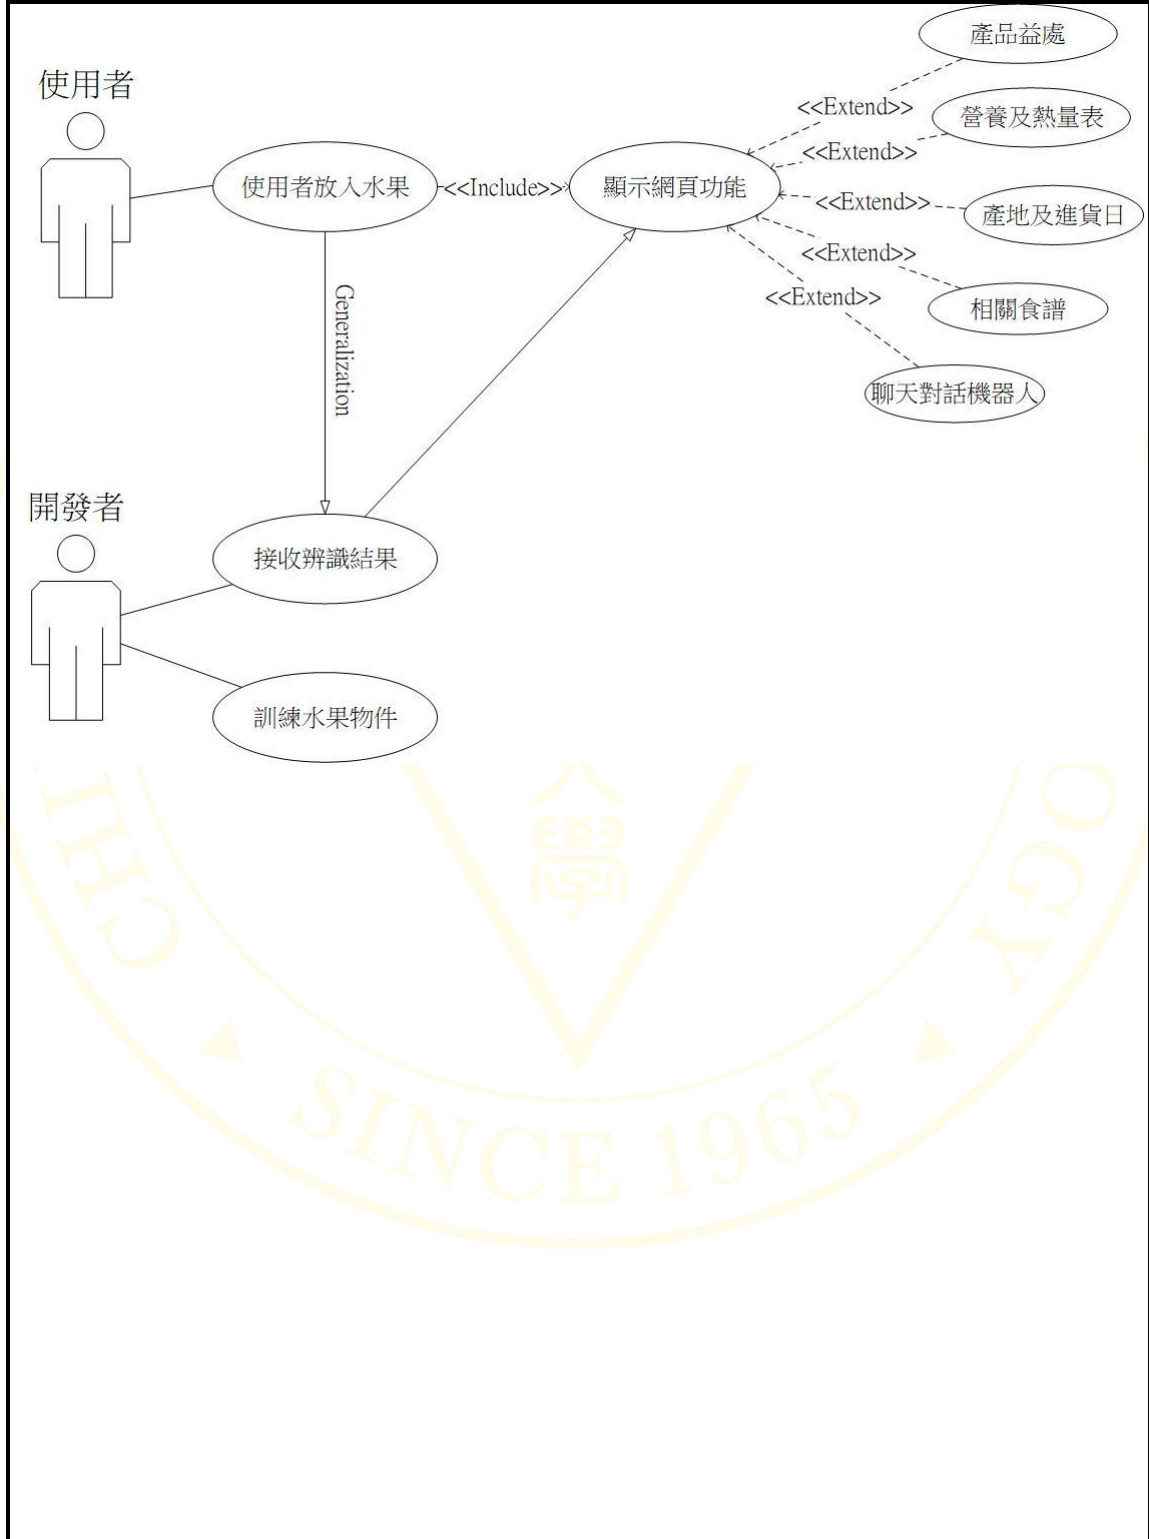 產品益處
使用者
<<Extend>>
營養及熱量表
<<Extend>>
使用者放入水果
<<Include>>
顯示網頁功能
<<Extend>>
產地及進貨日
<<Extend>>
相關食譜
<<Extend>>
Generalization
聊天對話機器人
開發者
接收辨識結果
訓練水果物件
學
CHI
OGY
SINCE 1965